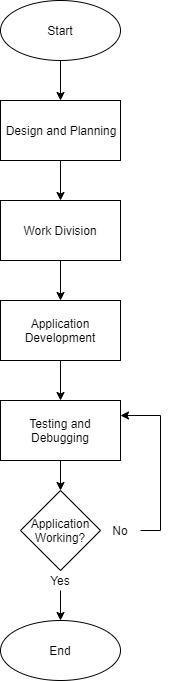 Start
Design and Planning
Work Division
Application
Development
Testing and
Debugging
Application
Working?
No
Yes
End